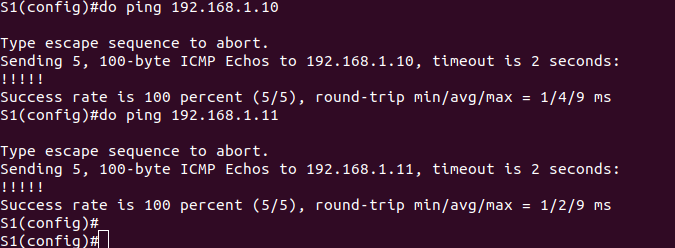 S1(config)#do ping 192.168.1.10
Type escape sequence to abort.
Sending 5, 100-byte ICMP Echos to 192.168.1.10, timeout is 2 seconds:
!!!!!
Success rate is 100 percent (5/5), round-trip min/avg/max = 1/4/9 ms
S1(config)#do ping 192.168.1.11
Type escape sequence to abort.
Sending 5, 100-byte ICMP Echos to 192.168.1.11, timeout is 2 seconds:
!!!!!
Success rate is 100 percent (5/5), round-trip min/avg/max = 1/2/9 ms
S1(config)#
S1(config)#